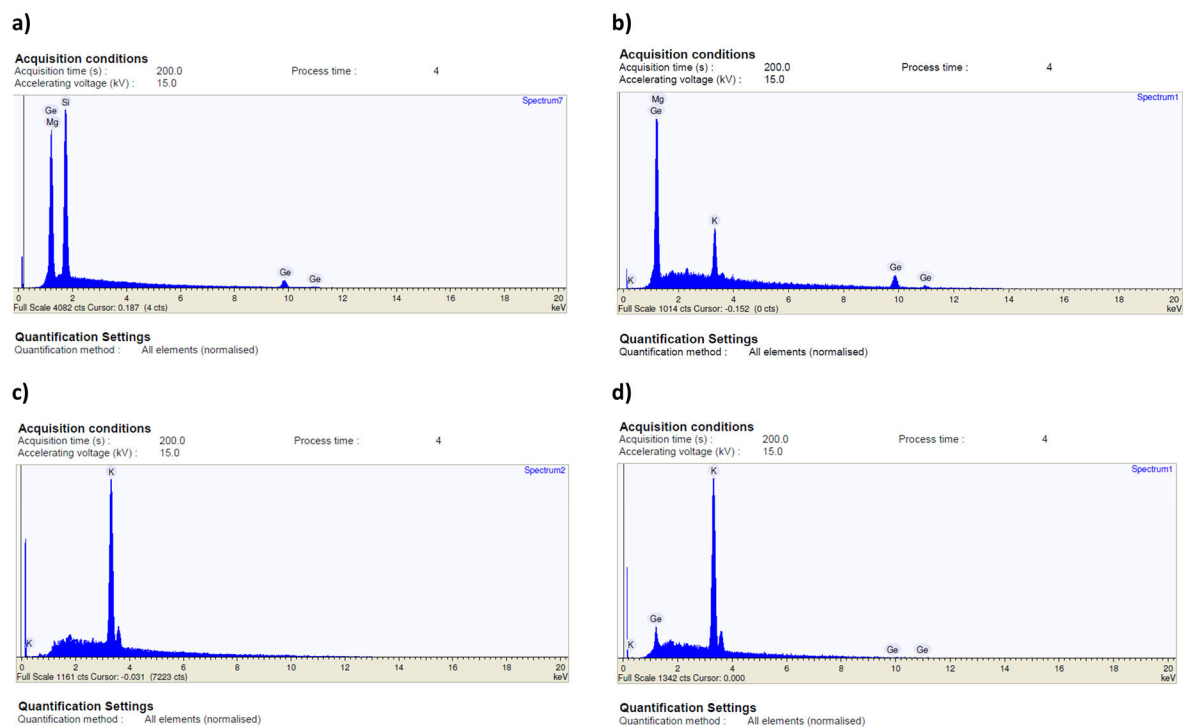 a)
Acquisition conditions
Acquisition time (s) : 200.0 Process time : 4
Accelerating voltage (kV) : 15.0
Spectrum7
Si
Ge
Mg
Ge
Ge
0 2 4 6 8 10 12 14 16 18 20
Full Scale 4082 cts Cursor: 0.187 (4 cts) keV
Quantification Settings
Quantification method : All elements (normalised)
b)
Acquisition conditions
Acquisition time (s) : 200.0 Process time : 4
Accelerating voltage (kV) : 15.0
Spectrum1
Mg
Ge
K
K
Ge
Ge
0 2 4 6 8 10 12 14 16 18 20
Full Scale 1014 cts Cursor: -0.152 (0 cts) keV
Quantification Settings
Quantification method : All elements (normalised)
c)
Acquisition conditions
Acquisition time (s) : 200.0 Process time : 4
Accelerating voltage (kV) : 15.0
Spectrum2
K
K
0 2 4 6 8 10 12 14 16 18 20
Full Scale 1161 cts Cursor: -0.031 (7223 cts) keV
Quantification Settings
Quantification method : All elements (normalised)
d)
Acquisition conditions
Acquisition time (s) : 200.0 Process time : 4
Accelerating voltage (kV) : 15.0
Spectrum1
K
Ge
K
Ge
Ge
0 2 4 6 8 10 12 14 16 18 20
Full Scale 1342 cts Cursor: 0.000 keV
Quantification Settings
Quantification method : All elements (normalised)